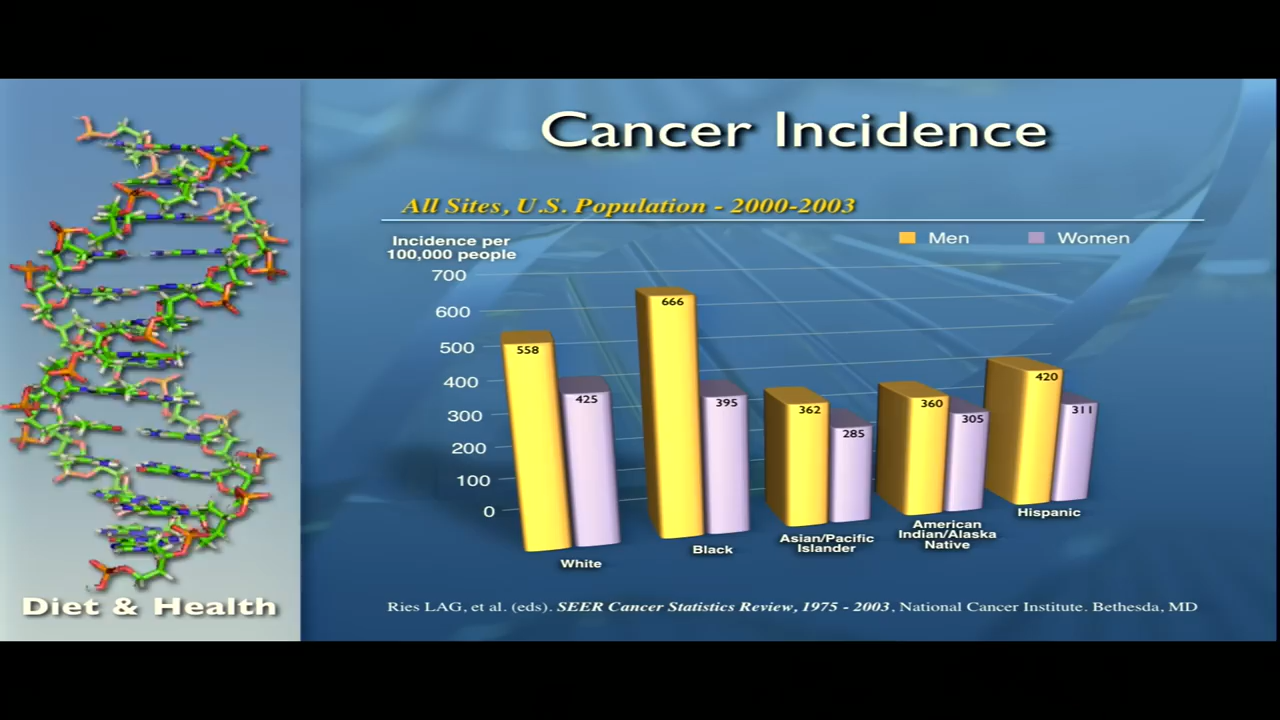 Cancer Incidence
All Sites, U.S. Population - 2000-2003
Incidence per
100,000 people
Men
Women
700
600
500
400
300
200
100
0
558
425
666
395
362
285
360
305
420
311
White
Black
Asian/Pacific
Islander
American
Indian/Alaska
Native
Hispanic
Diet & Health
Ries LAG, et al. (eds). SEER Cancer Statistics Review, 1975 - 2003, National Cancer Institute. Bethesda, MD